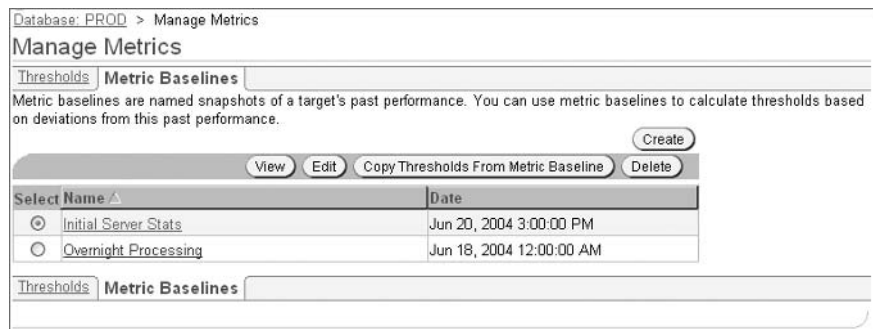 Database: PROD > Manage Metrics
Manage Metrics
Thresholds Metric Baselines
Metric baselines are named snapshots of a target's past performance. You can use metric baselines to calculate thresholds based
on deviations from this past performance.
Create
View Edit Copy Thresholds From Metric Baseline Delete
Select Name Date
Initial Server Stats Jun 20, 2004 3:00:00 PM
Overnight Processing Jun 18, 2004 12:00:00 AM
Thresholds Metric Baselines